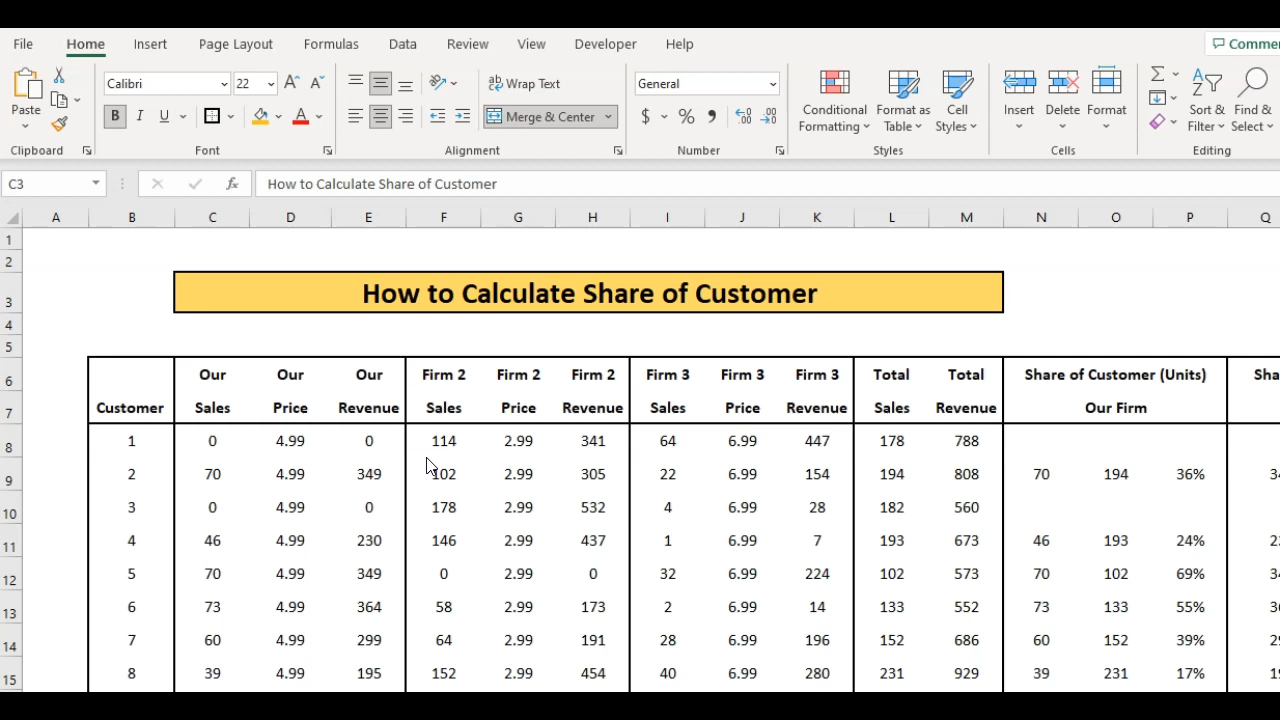 File Home Insert Page Layout Formulas Data Review View Developer Help
Calibri 22 Wrap Text General
Paste B I U Merge & Center $ % Conditional Formatting Format as Table Cell Styles Insert Delete Format Sort & Filter Find & Select
Clipboard Font Alignment Number Styles Cells Editing
C3 fx How to Calculate Share of Customer
A B C D E F G H I J K L M N O P Q
1
2
3 How to Calculate Share of Customer
4
5
6 Our Our Our Firm 2 Firm 2 Firm 2 Firm 3 Firm 3 Firm 3 Total Total Share of Customer (Units)
7 Customer Sales Price Revenue Sales Price Revenue Sales Price Revenue Sales Revenue Our Firm
8 1 0 4.99 0 114 2.99 341 64 6.99 447 178 788
9 2 70 4.99 349 102 2.99 305 22 6.99 154 194 808 70 194 36%
10 3 0 4.99 0 178 2.99 532 4 6.99 28 182 560
11 4 46 4.99 230 146 2.99 437 1 6.99 7 193 673 46 193 24%
12 5 70 4.99 349 0 2.99 0 32 6.99 224 102 573 70 102 69%
13 6 73 4.99 364 58 2.99 173 2 6.99 14 133 552 73 133 55%
14 7 60 4.99 299 64 2.99 191 28 6.99 196 152 686 60 152 39%
15 8 39 4.99 195 152 2.99 454 40 6.99 280 231 929 39 231 17%